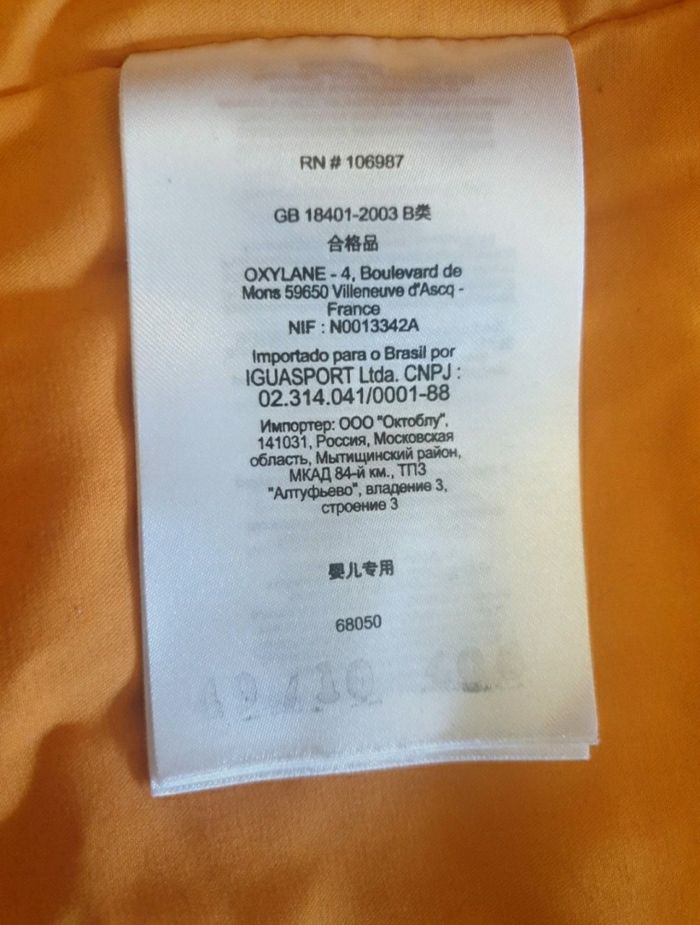 RN # 106987
GB 18401-2003 B类
合格品
OXYLANE - 4, Boulevard de
Mons 59650 Villeneuve d'Ascq -
France
NIF : N0013342A
Importado para o Brasil por
IGUASPORT Ltda. CNPJ :
02.314.041/0001-88
Импортер: ООО "Октоблу",
141031, Россия, Московская
область, Мытищинский район,
МКАД 84-й км., ТПЗ
"Алтуфьево", владение 3,
строение 3
婴儿专用
68050